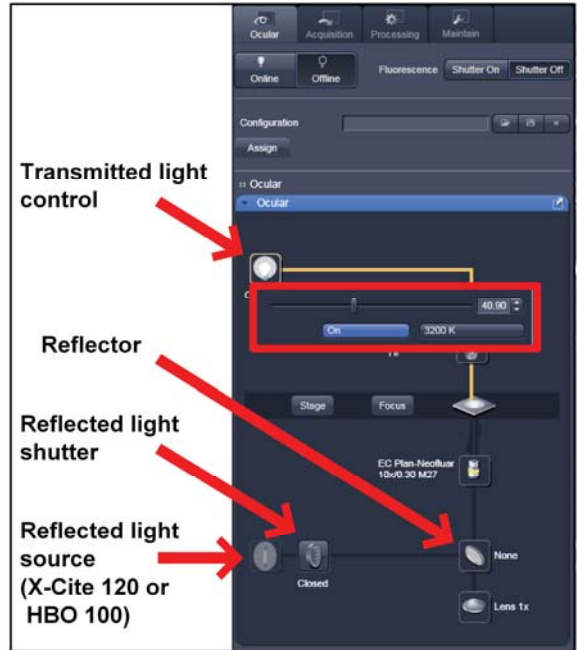 Ocular
Acquisition
Processing
Maintain
Online
Offline
Fluorescence
Shutter On
Shutter Off
Configuration
Assign
Ocular
Ocular
Transmitted light
control
40.90
On
3200 K
Reflector
Stage
Focus
Reflected light
shutter
EC Plan-Neofluar
10x/0.30 M27
Reflected light
source
(X-Cite 120 or
HBO 100)
None
Closed
Lens 1x